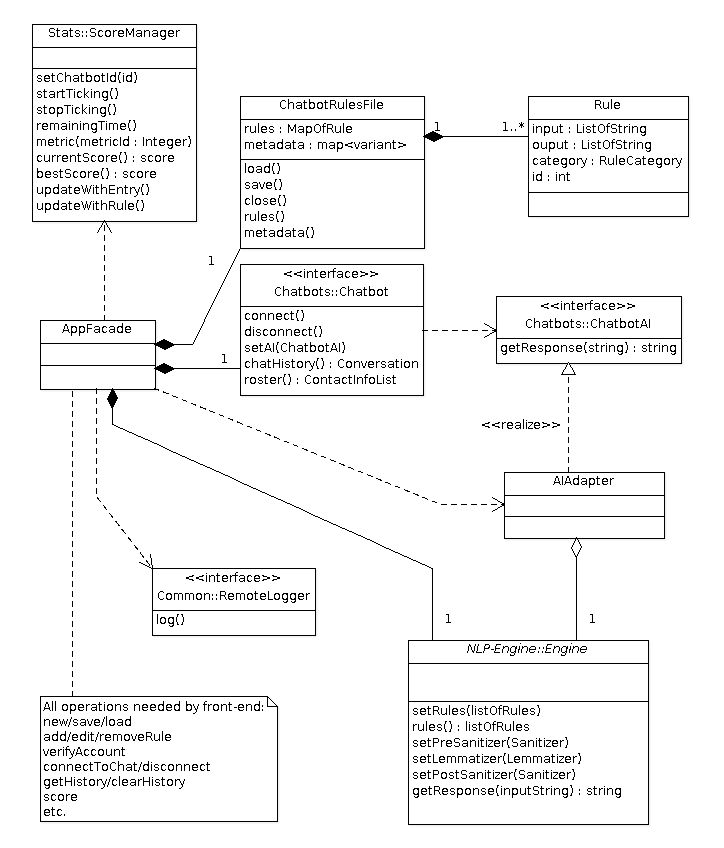 Stats::ScoreManager
setChatbotId(id)
startTicking()
stopTicking()
remainingTime()
metric(metricId : Integer)
currentScore() : score
bestScore() : score
updateWithEntry()
updateWithRule()
ChatbotRulesFile
rules : MapOfRule
metadata : map<variant>
load()
save()
close()
rules()
metadata()
1
1..*
Rule
input : ListOfString
ouput : ListOfString
category : RuleCategory
id : int
1
<<interface>>
Chatbots::Chatbot
connect()
disconnect()
setAI(ChatbotAI)
chatHistory() : Conversation
roster() : ContactInfoList
<<interface>>
Chatbots::ChatbotAI
getResponse(string) : string
AppFacade
1
<<realize>>
AIAdapter
<<interface>>
Common::RemoteLogger
log()
1
1
NLP-Engine::Engine
setRules(listOfRules)
rules() : listOfRules
setPreSanitizer(Sanitizer)
setLemmatizer(Lemmatizer)
setPostSanitizer(Sanitizer)
getResponse(inputString) : string
All operations needed by front-end:
new/save/load
add/edit/removeRule
verifyAccount
connectToChat/disconnect
getHistory/clearHistory
score
etc.